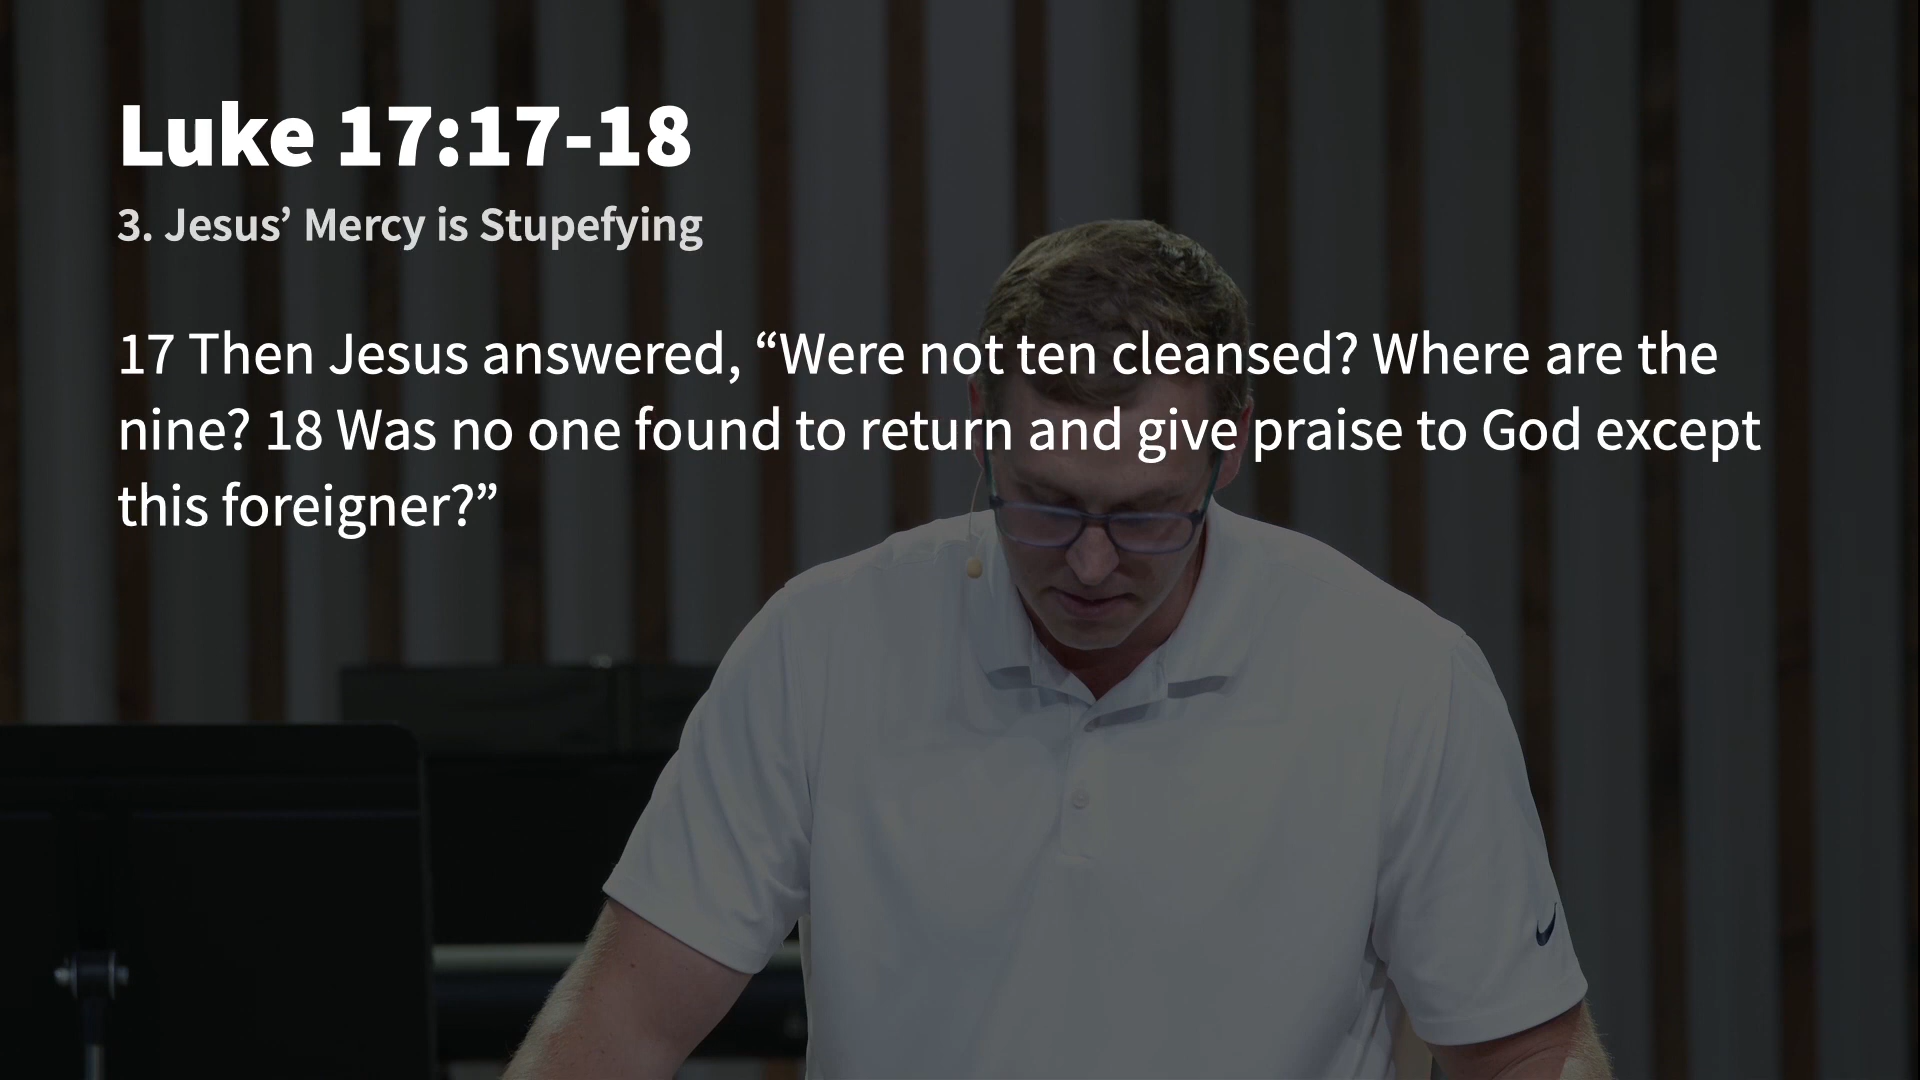 Luke 17:17-18
3. Jesus’ Mercy is Stupefying
17 Then Jesus answered, “Were not ten cleansed? Where are the
nine? 18 Was no one found to return and give praise to God except
this foreigner?”